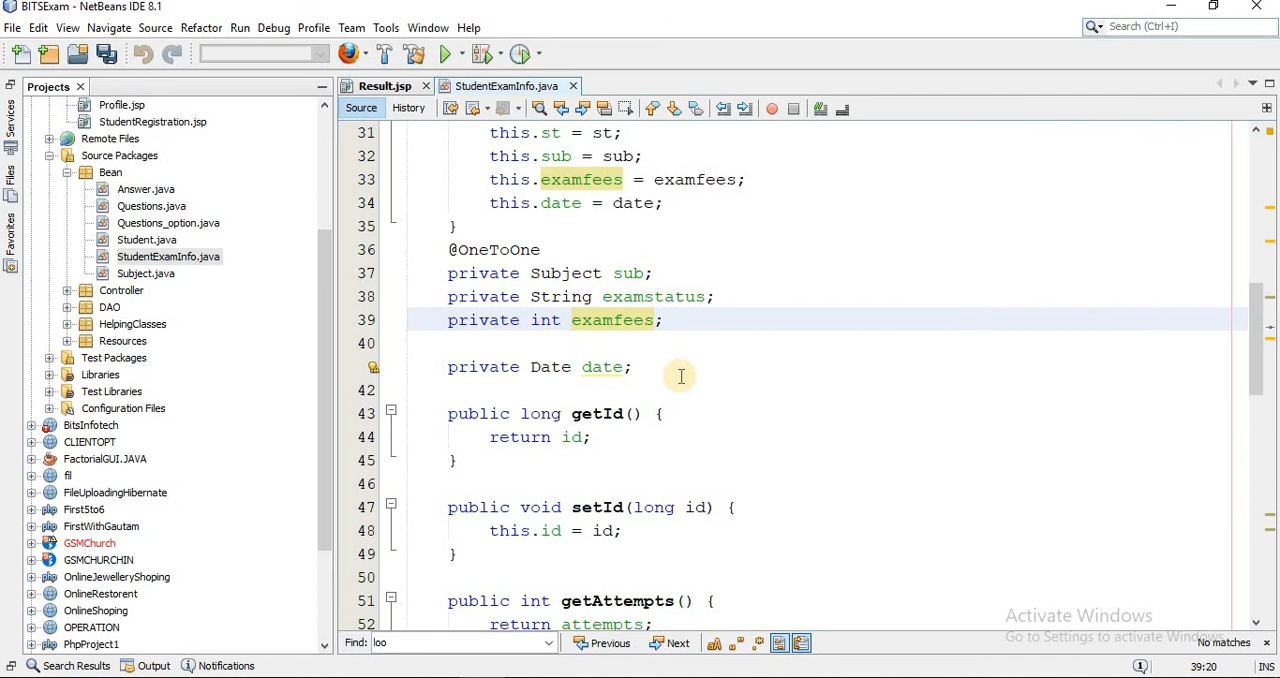 BITSExam - NetBeans IDE 8.1
File Edit View Navigate Source Refactor Run Debug Profile Team Tools Window Help
Search (Ctrl+I)
Projects
Result.jsp
StudentExamInfo.java
Source
History
Services
Files
Favorites
Profile.jsp
StudentRegistration.jsp
Remote Files
Source Packages
Bean
Answer.java
Questions.java
Questions_option.java
Student.java
StudentExamInfo.java
Subject.java
Controller
DAO
HelpingClasses
Resources
Test Packages
Libraries
Test Libraries
Configuration Files
BitsInfotech
CLIENTOPT
FactorialGUI.JAVA
fil
FileUploadingHibernate
First5to6
FirstWithGautam
GSMChurch
GSMCHURCHIN
OnlineJewelleryShoping
OnlineRestorent
OnlineShoping
OPERATION
PhpProject1
31 this.st = st;
32 this.sub = sub;
33 this.examfees = examfees;
34 this.date = date;
35 }
36 @OneToOne
37 private Subject sub;
38 private String examstatus;
39 private int examfees;
40
private Date date;
42
43 public long getId() {
44 return id;
45 }
46
47 public void setId(long id) {
48 this.id = id;
49 }
50
51 public int getAttempts() {
52 return attempts;
Activate Windows
Go to Settings to activate Windows.
Find: loo
Previous
Next
No matches
Search Results
Output
Notifications
39:20
INS